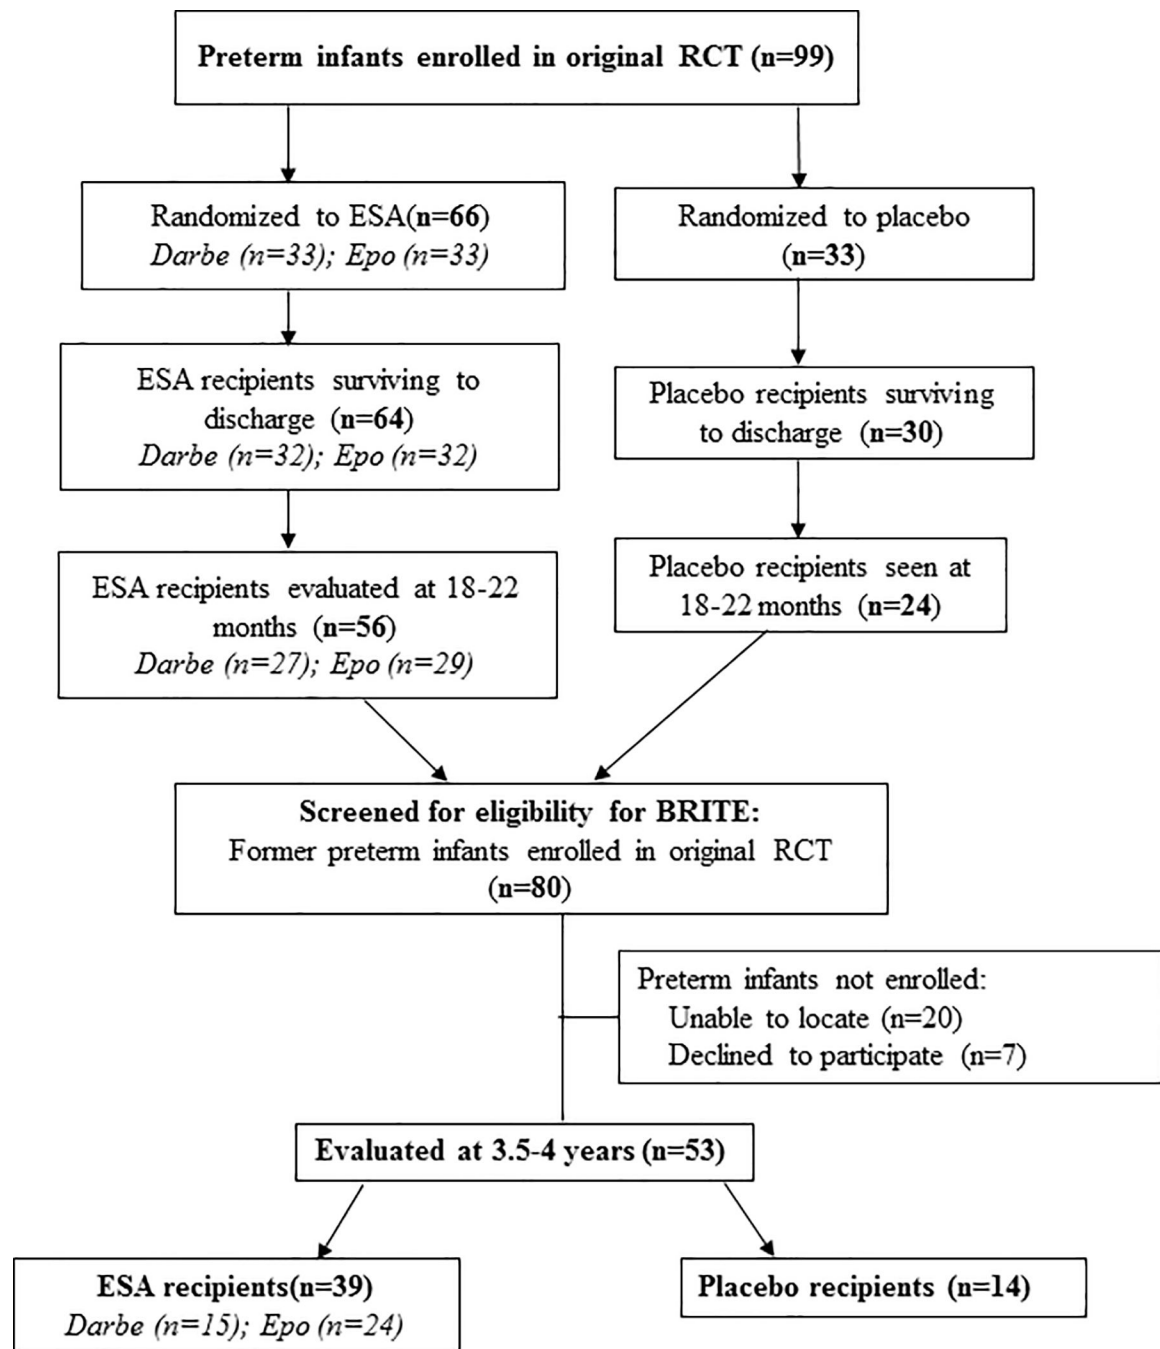 Preterm infants enrolled in original RCT (n=99)
Randomized to ESA(n=66)
Darbe (n=33); Epo (n=33)
Randomized to placebo
(n=33)
ESA recipients surviving to
discharge (n=64)
Darbe (n=32); Epo (n=32)
Placebo recipients surviving
to discharge (n=30)
ESA recipients evaluated at 18-22
months (n=56)
Darbe (n=27); Epo (n=29)
Placebo recipients seen at
18-22 months (n=24)
Screened for eligibility for BRITE:
Former preterm infants enrolled in original RCT
(n=80)
Preterm infants not enrolled:
Unable to locate (n=20)
Declined to participate (n=7)
Evaluated at 3.5-4 years (n=53)
ESA recipients(n=39)
Darbe (n=15); Epo (n=24)
Placebo recipients (n=14)